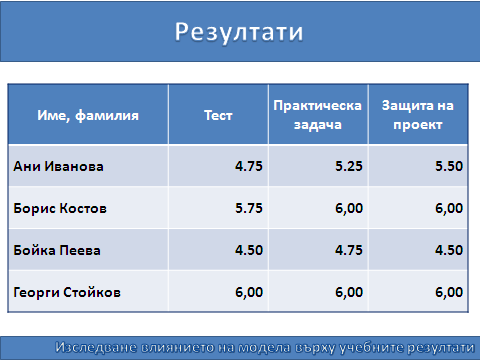 Резултати
Име, фамилия Тест Практическа задача Защита на проект
Ани Иванова 4.75 5.25 5.50
Борис Костов 5.75 6,00 6,00
Бойка Пеева 4.50 4.75 4.50
Георги Стойков 6,00 6,00 6,00
Изследване влиянието на модела върху учебните резултати